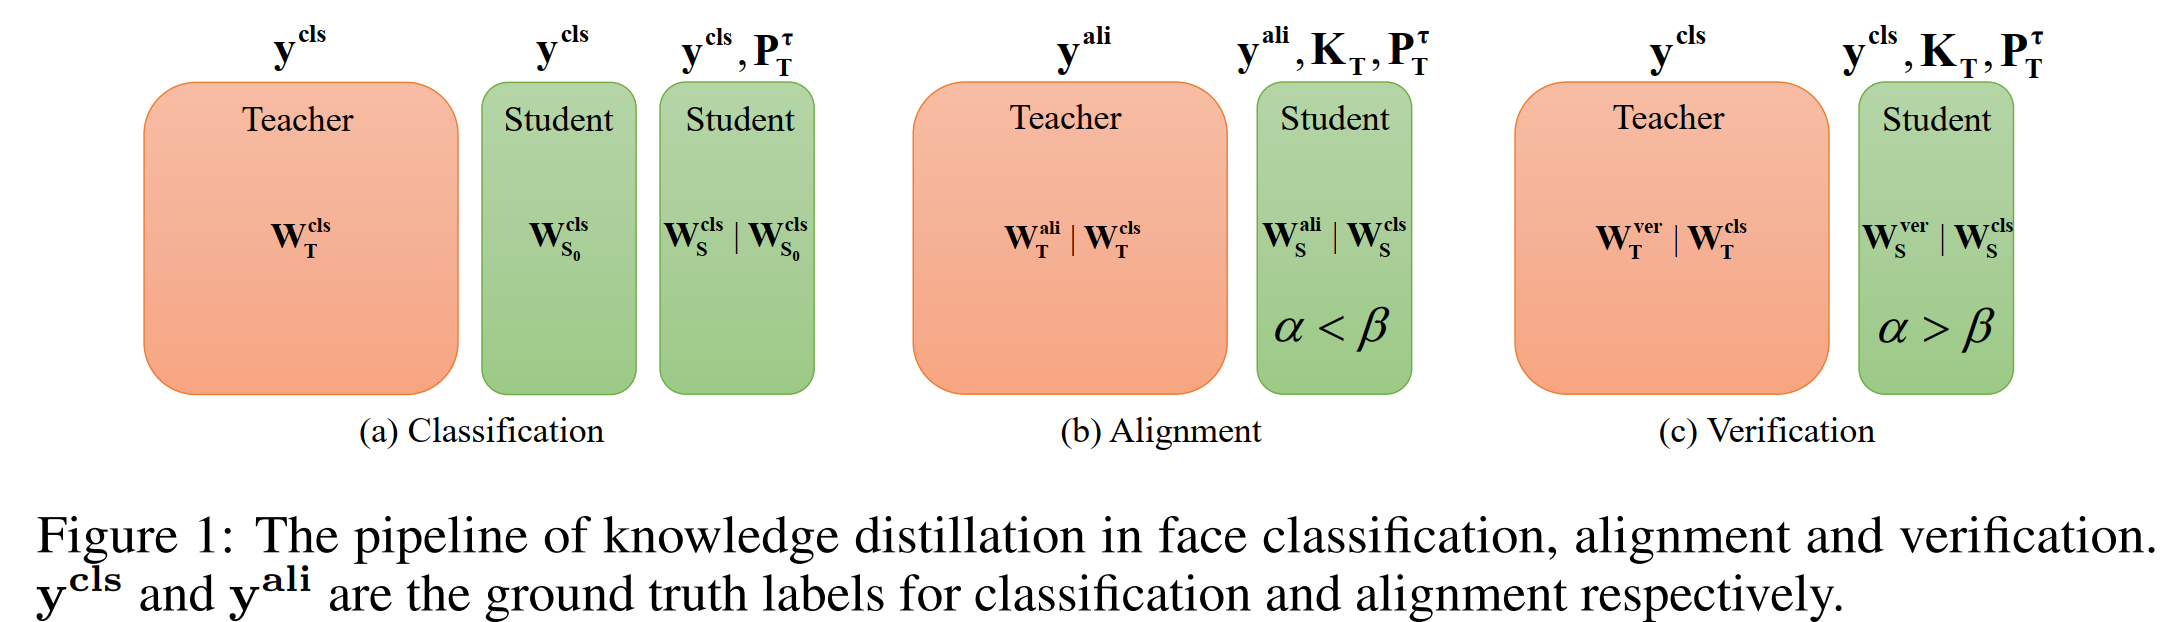 y^cls y^cls y^cls, P_T^τ y^ali y^ali, K_T, P_T^τ y^cls y^cls, K_T, P_T^τ
Teacher Student Student Teacher Student Teacher Student
W_T^cls W_S₀^cls W_S^cls | W_S₀^cls W_T^ali | W_T^cls W_S^ali | W_S^cls W_T^ver | W_T^cls W_S^ver | W_S^cls
α < β α > β
(a) Classification (b) Alignment (c) Verification
Figure 1: The pipeline of knowledge distillation in face classification, alignment and verification.
y^cls and y^ali are the ground truth labels for classification and alignment respectively.